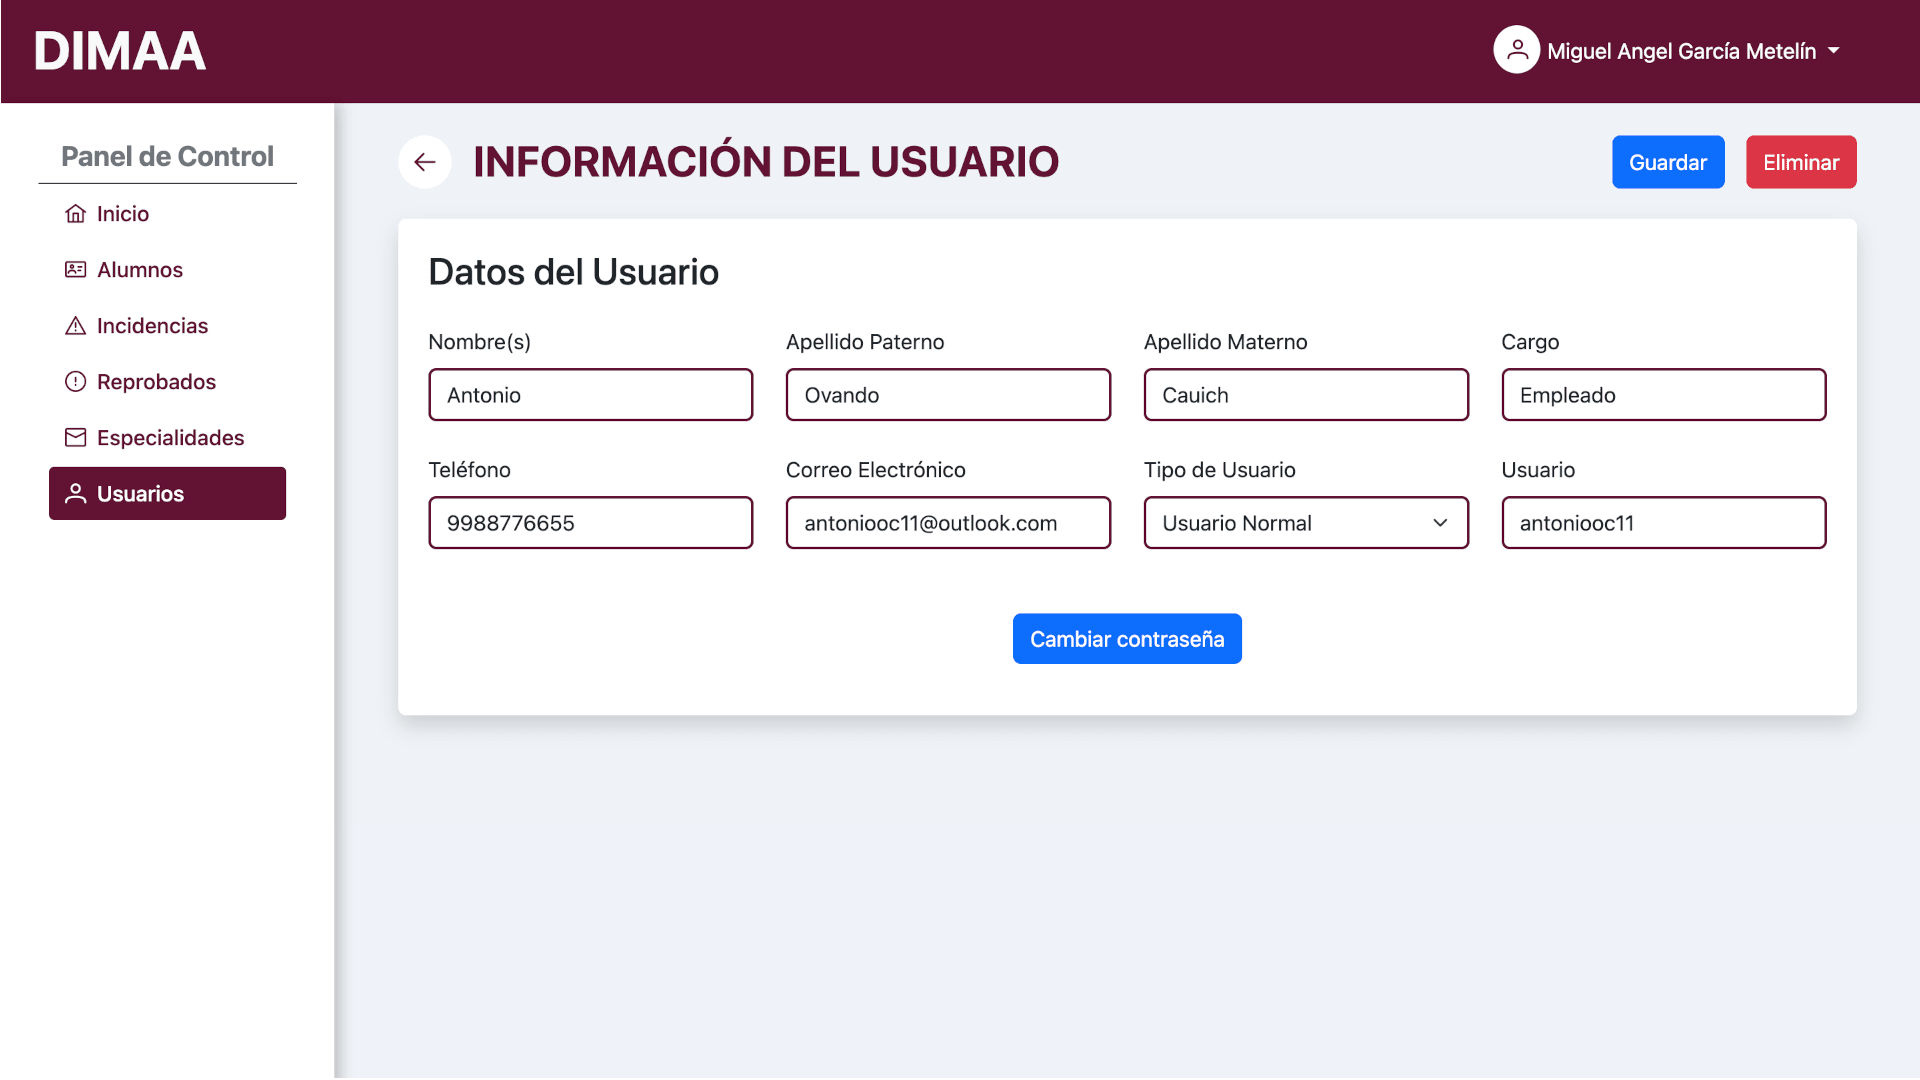 DIMAA
Miguel Angel García Metelín
Panel de Control
Inicio
Alumnos
Incidencias
Reprobados
Especialidades
Usuarios
INFORMACIÓN DEL USUARIO
Guardar
Eliminar
Datos del Usuario
Nombre(s)
Apellido Paterno
Apellido Materno
Cargo
Antonio
Ovando
Cauich
Empleado
Teléfono
Correo Electrónico
Tipo de Usuario
Usuario
9988776655
antoniooc11@outlook.com
Usuario Normal
antoniooc11
Cambiar contraseña